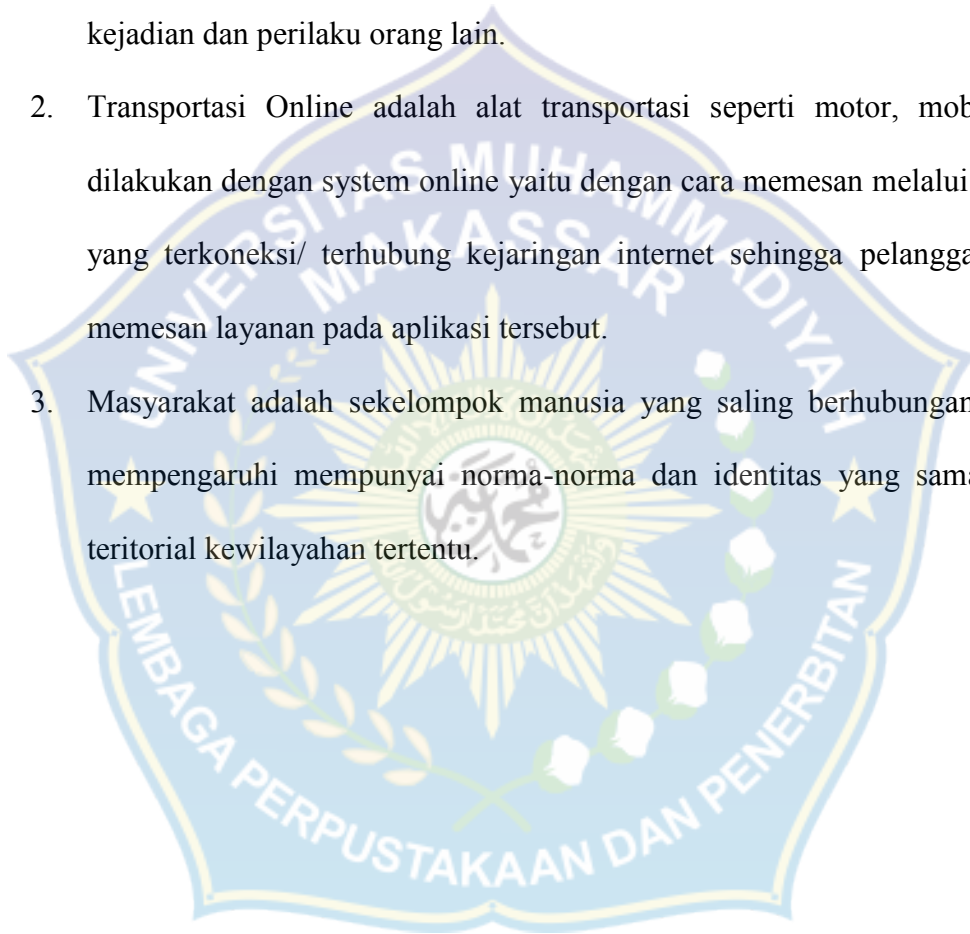 kejadian dan perilaku orang lain.
2. Transportasi Online adalah alat transportasi seperti motor, mob
dilakukan dengan system online yaitu dengan cara memesan melalui
yang terkoneksi/ terhubung kejaringan internet sehingga pelangga
memesan layanan pada aplikasi tersebut.
3. Masyarakat adalah sekelompok manusia yang saling berhubungan
mempengaruhi mempunyai norma-norma dan identitas yang sama
teritorial kewilayahan tertentu.
UNIVERSITAS MUHAMMADIYAH
MAKASSAR
LEMBAGA PERPUSTAKAAN DAN PENERBITAN